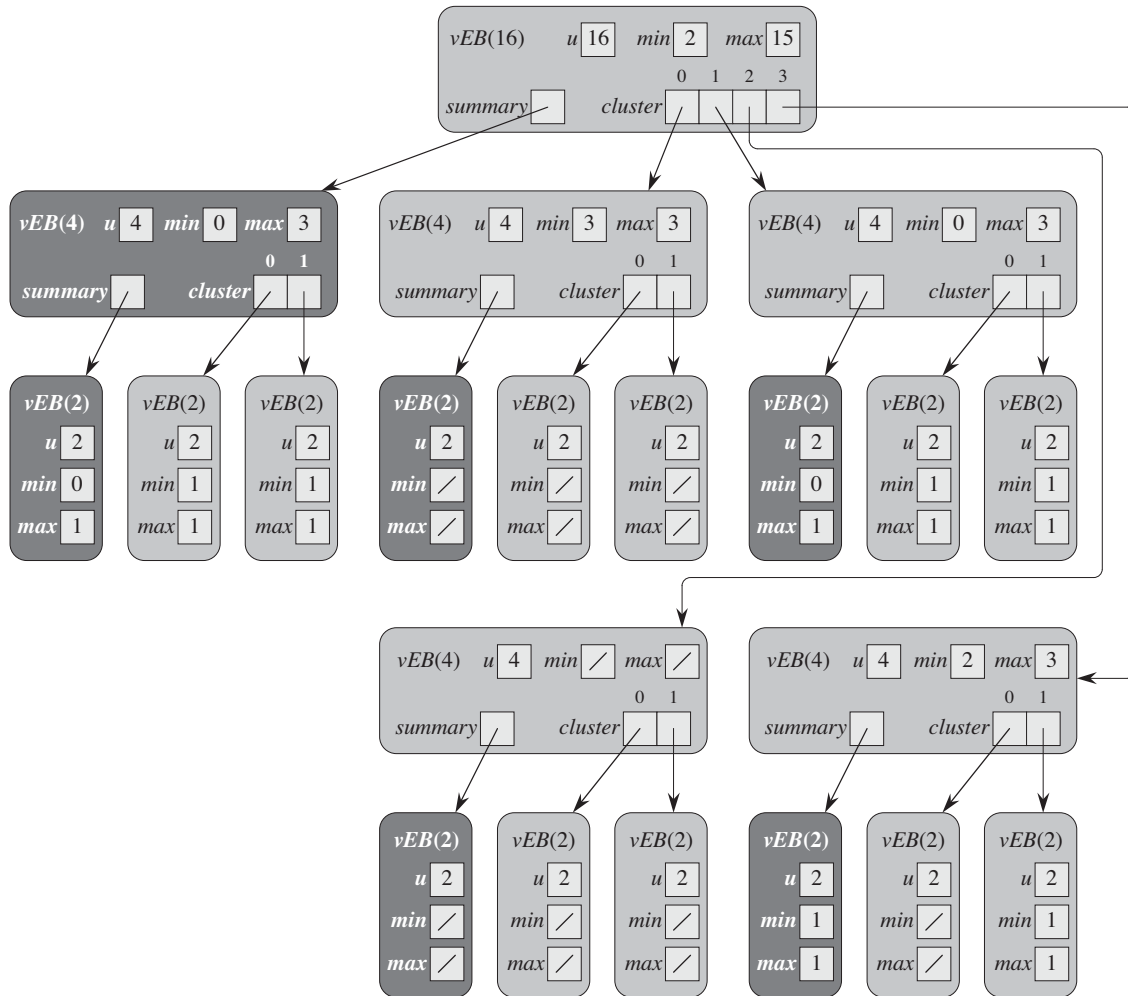 vEB(16) u 16 min 2 max 15
0 1 2 3
summary cluster
vEB(4) u 4 min 0 max 3
0 1
summary cluster
vEB(4) u 4 min 3 max 3
0 1
summary cluster
vEB(4) u 4 min 0 max 3
0 1
summary cluster
vEB(2)
u 2
min 0
max 1
vEB(2)
u 2
min 1
max 1
vEB(2)
u 2
min 1
max 1
vEB(2)
u 2
min /
max /
vEB(2)
u 2
min /
max /
vEB(2)
u 2
min /
max /
vEB(2)
u 2
min 0
max 1
vEB(2)
u 2
min 1
max 1
vEB(2)
u 2
min 1
max 1
vEB(4) u 4 min / max /
0 1
summary cluster
vEB(4) u 4 min 2 max 3
0 1
summary cluster
vEB(2)
u 2
min /
max /
vEB(2)
u 2
min /
max /
vEB(2)
u 2
min /
max /
vEB(2)
u 2
min 1
max 1
vEB(2)
u 2
min /
max /
vEB(2)
u 2
min 1
max 1